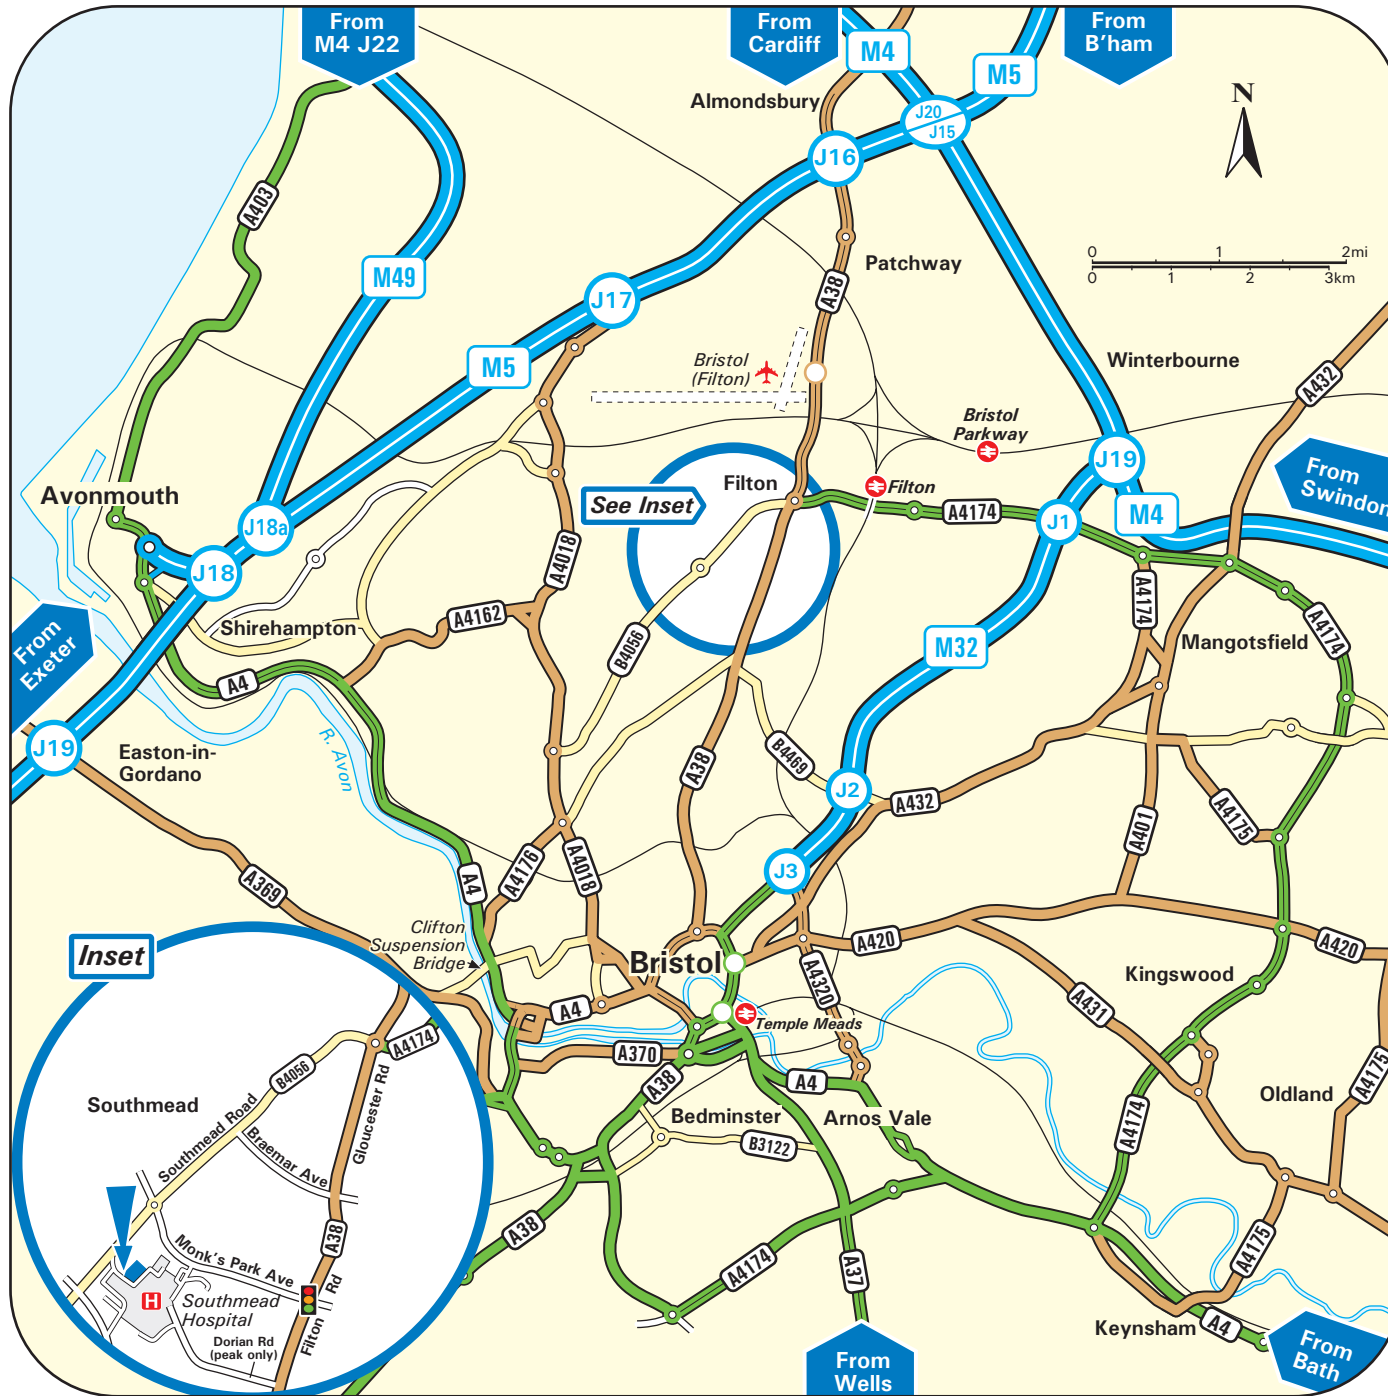 From
M4 J22
From
Cardiff
From
B'ham
M4
M5
Almondsbury
J20
J15
N
J16
A403
Patchway
0 1 2mi
0 1 2 3km
M49
A38
J17
Bristol
(Filton)
M5
Winterbourne
A432
Bristol
Parkway
J19
From
Swindon
Avonmouth
See Inset
Filton
Filton
A4174
J1
M4
J18a
J18
A4018
A4174
A4174
Shirehampton
A4162
B4056
M32
Mangotsfield
From
Exeter
A4
J19
Easton-in-
Gordano
R. Avon
A38
B4469
J2
A432
A4175
A401
J3
A4176
A4018
A4
A369
Clifton
Suspension
Bridge
Inset
Bristol
A420
A420
A4320
Kingswood
A431
A4
Temple Meads
A370
A38
A4
A4174
B4056
Gloucester Rd
Southmead
Southmead Road
Braemar Ave
Bedminster
Arnos Vale
B3122
A4175
Oldland
A4174
A38
A38
Monk's Park Ave
H
Southmead
Hospital
Dorian Rd
(peak only)
Filton Rd
A4174
A37
A4175
Keynsham
A4
From
Wells
From
Bath